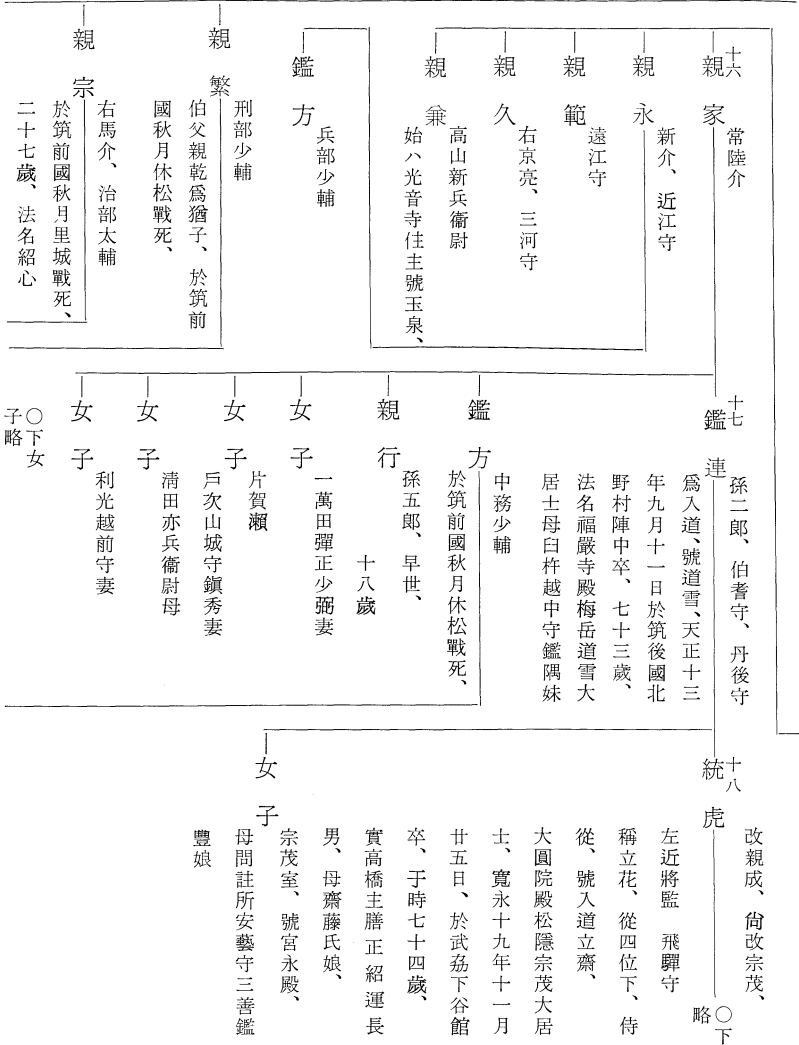 十六
親家
常陸介
親永
新介、近江守
親範
遠江守
親久
右京亮、三河守
親兼
高山新兵衞尉
始ハ光音寺住主號玉泉、
鑑方
兵部少輔
親繁
刑部少輔
伯父親乾爲猶子、於筑前
國秋月休松戰死、
親宗
右馬介、治部太輔
於筑前國秋月里城戰死、
二十七歲、法名紹心
十七
鑑連
孫二郎、伯耆守、丹後守
爲入道、號道雪、天正十三
年九月十一日於筑後國北
野村陣中卒、七十三歲、
法名福嚴寺殿梅岳道雪大
居士母臼杵越中守鑑隅妹
鑑方
中務少輔
於筑前國秋月休松戰死、
親行
孫五郎、早世、
十八歲
女子
一萬田彈正少弼妻
女子
片賀瀨
戶次山城守鎭秀妻
女子
淸田亦兵衞尉母
女子
利光越前守妻
〇下女
子略
十八
統虎
改親成、尙改宗茂、
左近將監　飛驒守
稱立花、從四位下、侍
從、號入道立齋、
大圓院殿松隱宗茂大居
士、寬永十九年十一月
廿五日、於武刕下谷館
卒、于時七十四歲、
實高橋主膳正紹運長
男、母齋藤氏娘、
〇下
略
女子
宗茂室、號宮永殿、
母問註所安藝守三善鑑
豐娘